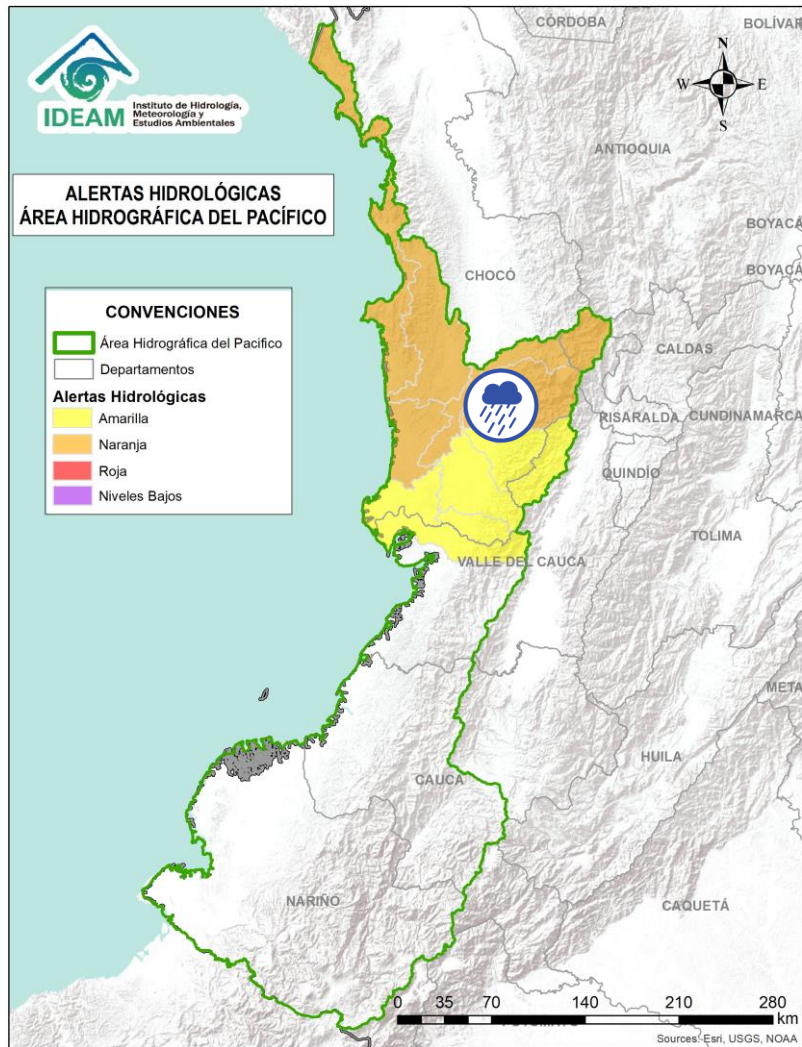 IDEAM
Instituto de Hidrología,
Meteorología y
Estudios Ambientales
ALERTAS HIDROLÓGICAS
ÁREA HIDROGRÁFICA DEL PACÍFICO
CONVENCIONES
Área Hidrográfica del Pacifico
Departamentos
Alertas Hidrológicas
Amarilla
Naranja
Roja
Niveles Bajos
N
W E
S
CÓRDOBA
BOLÍVAR
ANTIOQUIA
BOYACÁ
CHOCÓ
BOYACÁ
CALDAS
RISARALDA
CUNDINAMARCA
QUINDÍO
TOLIMA
VALLE DEL CAUCA
META
HUILA
CAUCA
NARIÑO
CAQUETÁ
0 35 70 140 210 280
km
Sources: Esri, USGS, NOAA